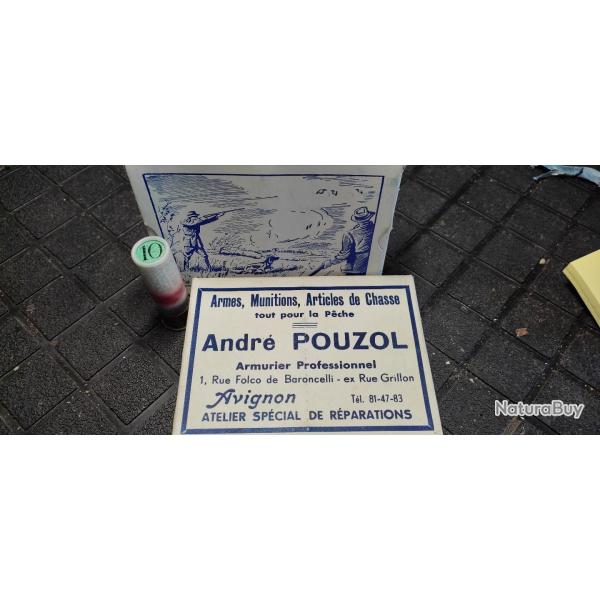 Armes, Munitions, Articles de Chasse
tout pour la Pêche
André POUZOL
Armurier Professionnel
1, Rue Folco de Baroncelli - ex Rue Grillon
Avignon Tél. 81-47-83
ATELIER SPÉCIAL DE RÉPARATIONS
NaturaBuy